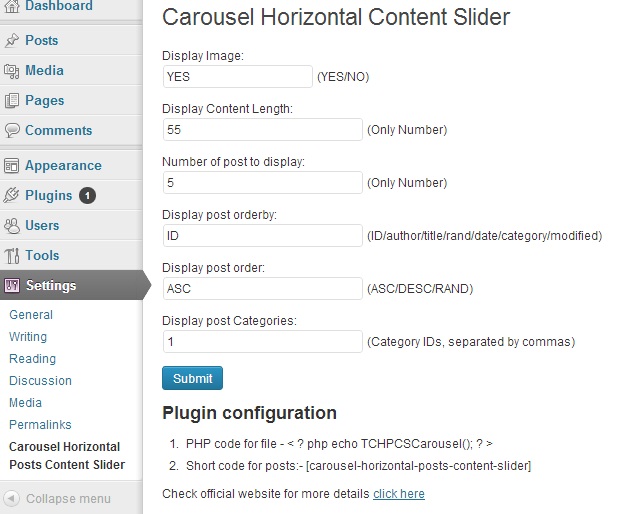 Dashboard
Posts
Media
Pages
Comments
Appearance
Plugins 1
Users
Tools
Settings
General
Writing
Reading
Discussion
Media
Permalinks
Carousel Horizontal
Posts Content Slider
Collapse menu
Carousel Horizontal Content Slider
Display Image:
YES (YES/NO)
Display Content Length:
55 (Only Number)
Number of post to display:
5 (Only Number)
Display post orderby:
ID (ID/author/title/rand/date/category/modified)
Display post order:
ASC (ASC/DESC/RAND)
Display post Categories:
1 (Category IDs, separated by commas)
Submit
Plugin configuration
1. PHP code for file - < ? php echo TCHPCSCarousel(); ? >
2. Short code for posts:- [carousel-horizontal-posts-content-slider]
Check official website for more details click here